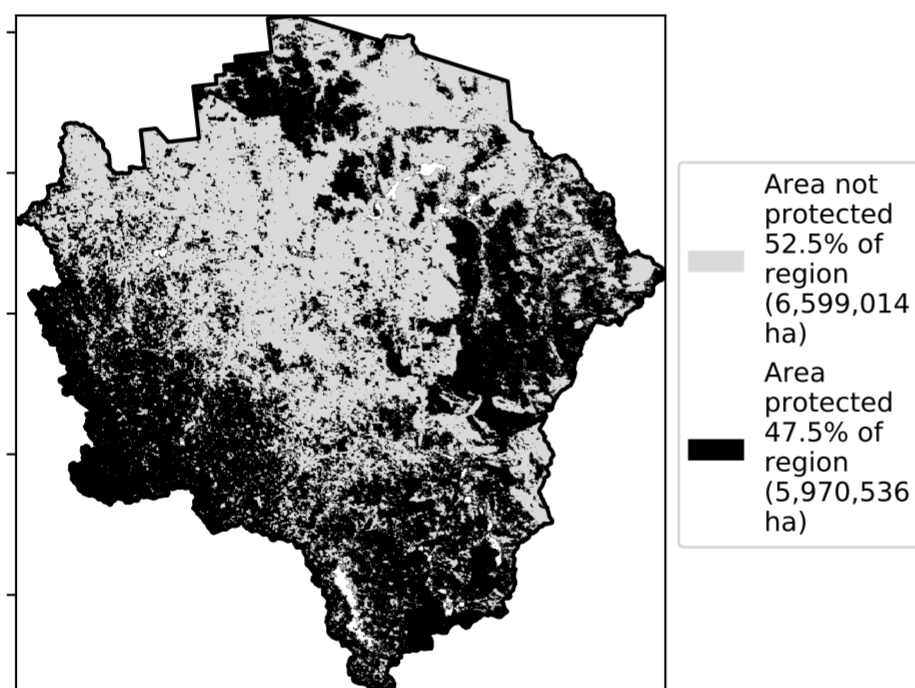 Area not
protected
52.5% of
region
(6,599,014
ha)
Area
protected
47.5% of
region
(5,970,536
ha)